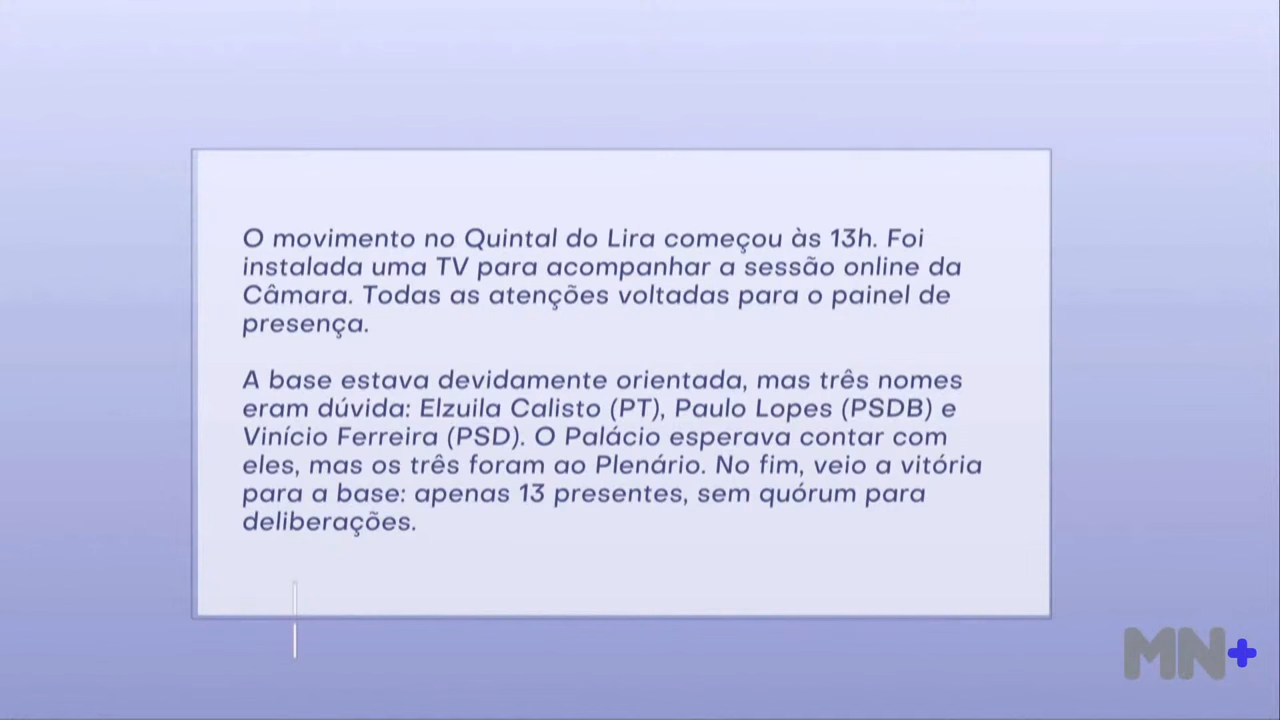 O movimento no Quintal do Lira começou às 13h. Foi
instalada uma TV para acompanhar a sessão online da
Câmara. Todas as atenções voltadas para o painel de
presença.
A base estava devidamente orientada, mas três nomes
eram dúvida: Elzuila Calisto (PT), Paulo Lopes (PSDB) e
Vinício Ferreira (PSD). O Palácio esperava contar com
eles, mas os três foram ao Plenário. No fim, veio a vitória
para a base: apenas 13 presentes, sem quórum para
deliberações.
MN+